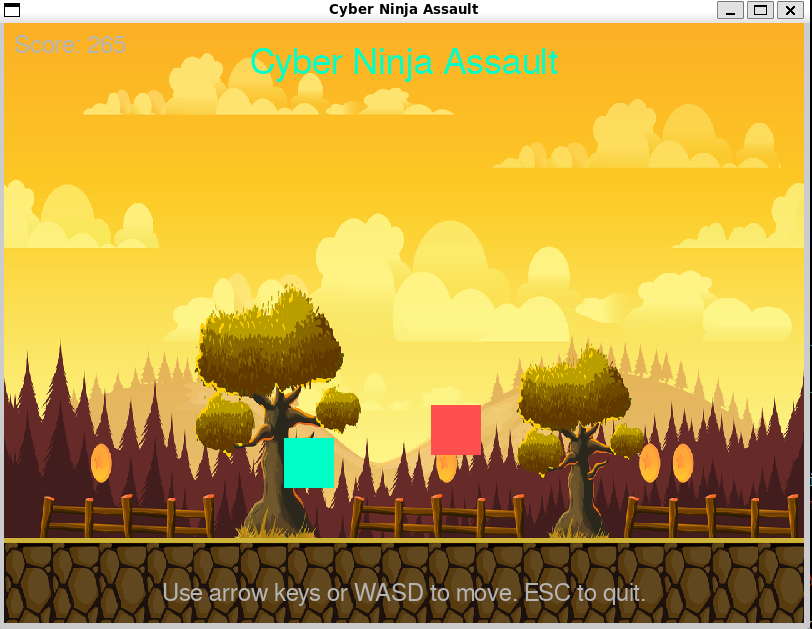 Cyber Ninja Assault
Score: 265
Cyber Ninja Assault
Use arrow keys or WASD to move. ESC to quit.